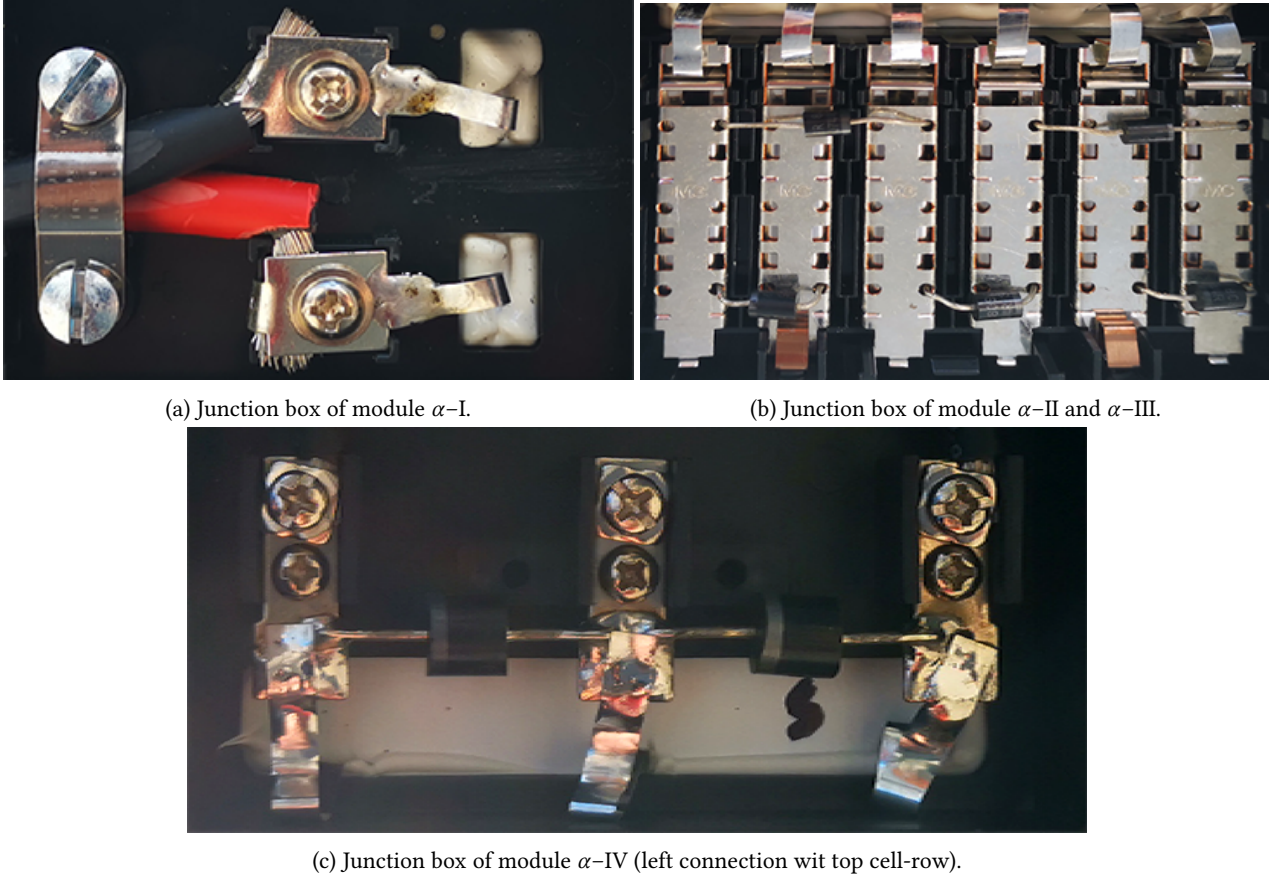 (a) Junction box of module α–I.
(b) Junction box of module α–II and α–III.
(c) Junction box of module α–IV (left connection wit top cell-row).